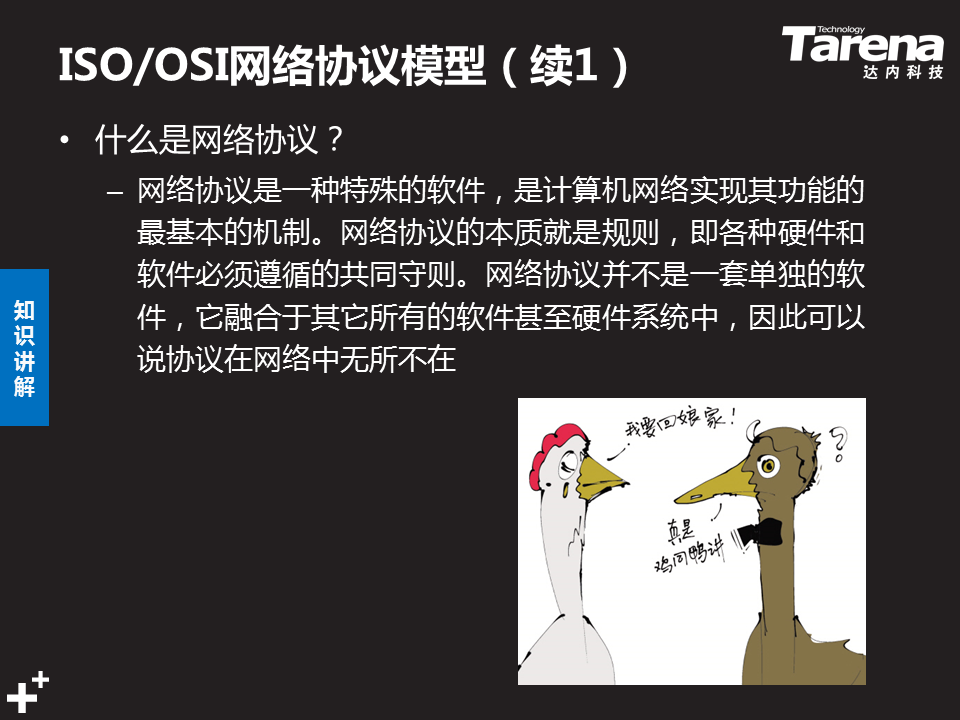 ISO/OSI网络协议模型（续1）
Technology
Tarena
达内科技
• 什么是网络协议？
– 网络协议是一种特殊的软件，是计算机网络实现其功能的
最基本的机制。网络协议的本质就是规则，即各种硬件和
软件必须遵循的共同守则。网络协议并不是一套单独的软
件，它融合于其它所有的软件甚至硬件系统中，因此可以
说协议在网络中无所不在
知
识
讲
解
我要回娘家！
？
真是
鸡同鸭讲